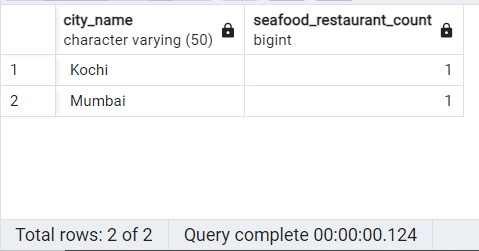 city_name seafood_restaurant_count
character varying (50) bigint
1 Kochi 1
2 Mumbai 1
Total rows: 2 of 2 Query complete 00:00:00.124